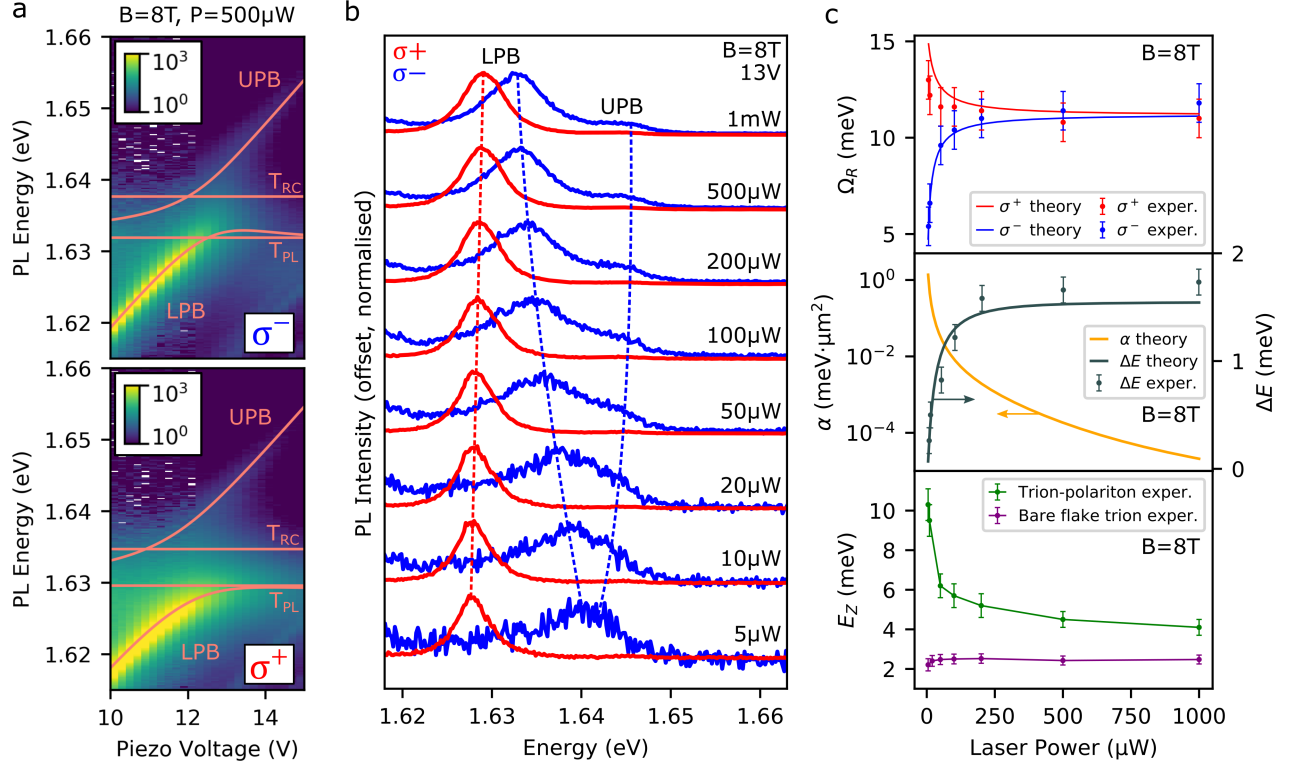 a
B=8T, P=500µW
1.66
1.65
1.64
1.63
1.62
PL Energy (eV)
10³
10⁰
UPB
T_RC
T_PL
LPB
σ−
1.66
1.65
1.64
1.63
1.62
PL Energy (eV)
10³
10⁰
UPB
T_RC
T_PL
LPB
σ+
10 12 14
Piezo Voltage (V)
b
σ+
σ−
LPB
UPB
B=8T
13V
1mW
500µW
200µW
100µW
50µW
20µW
10µW
5µW
PL Intensity (offset, normalised)
1.62 1.63 1.64 1.65 1.66
Energy (eV)
c
15
10
5
Ω_R (meV)
B=8T
σ⁺ theory
σ⁻ theory
σ⁺ exper.
σ⁻ exper.
10⁰
10⁻²
10⁻⁴
α (meV·µm²)
2
1
0
ΔE (meV)
α theory
ΔE theory
ΔE exper.
B=8T
10
8
6
4
2
E_Z (meV)
Trion-polariton exper.
Bare flake trion exper.
B=8T
0 250 500 750 1000
Laser Power (µW)